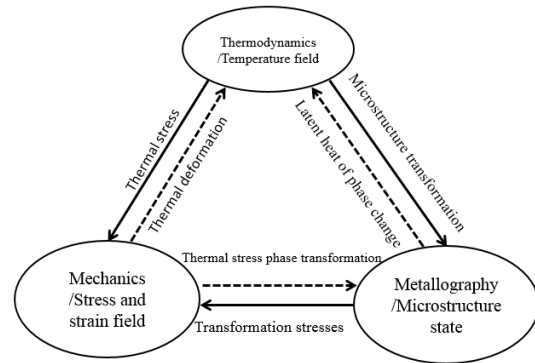 Thermodynamics
/Temperature field
Thermal stress
Thermal deformation
Latent heat of phase change
Microstructure transformation
Thermal stress phase transformation
Mechanics
/Stress and
strain field
Metallography
/Microstructure
state
Transformation stresses